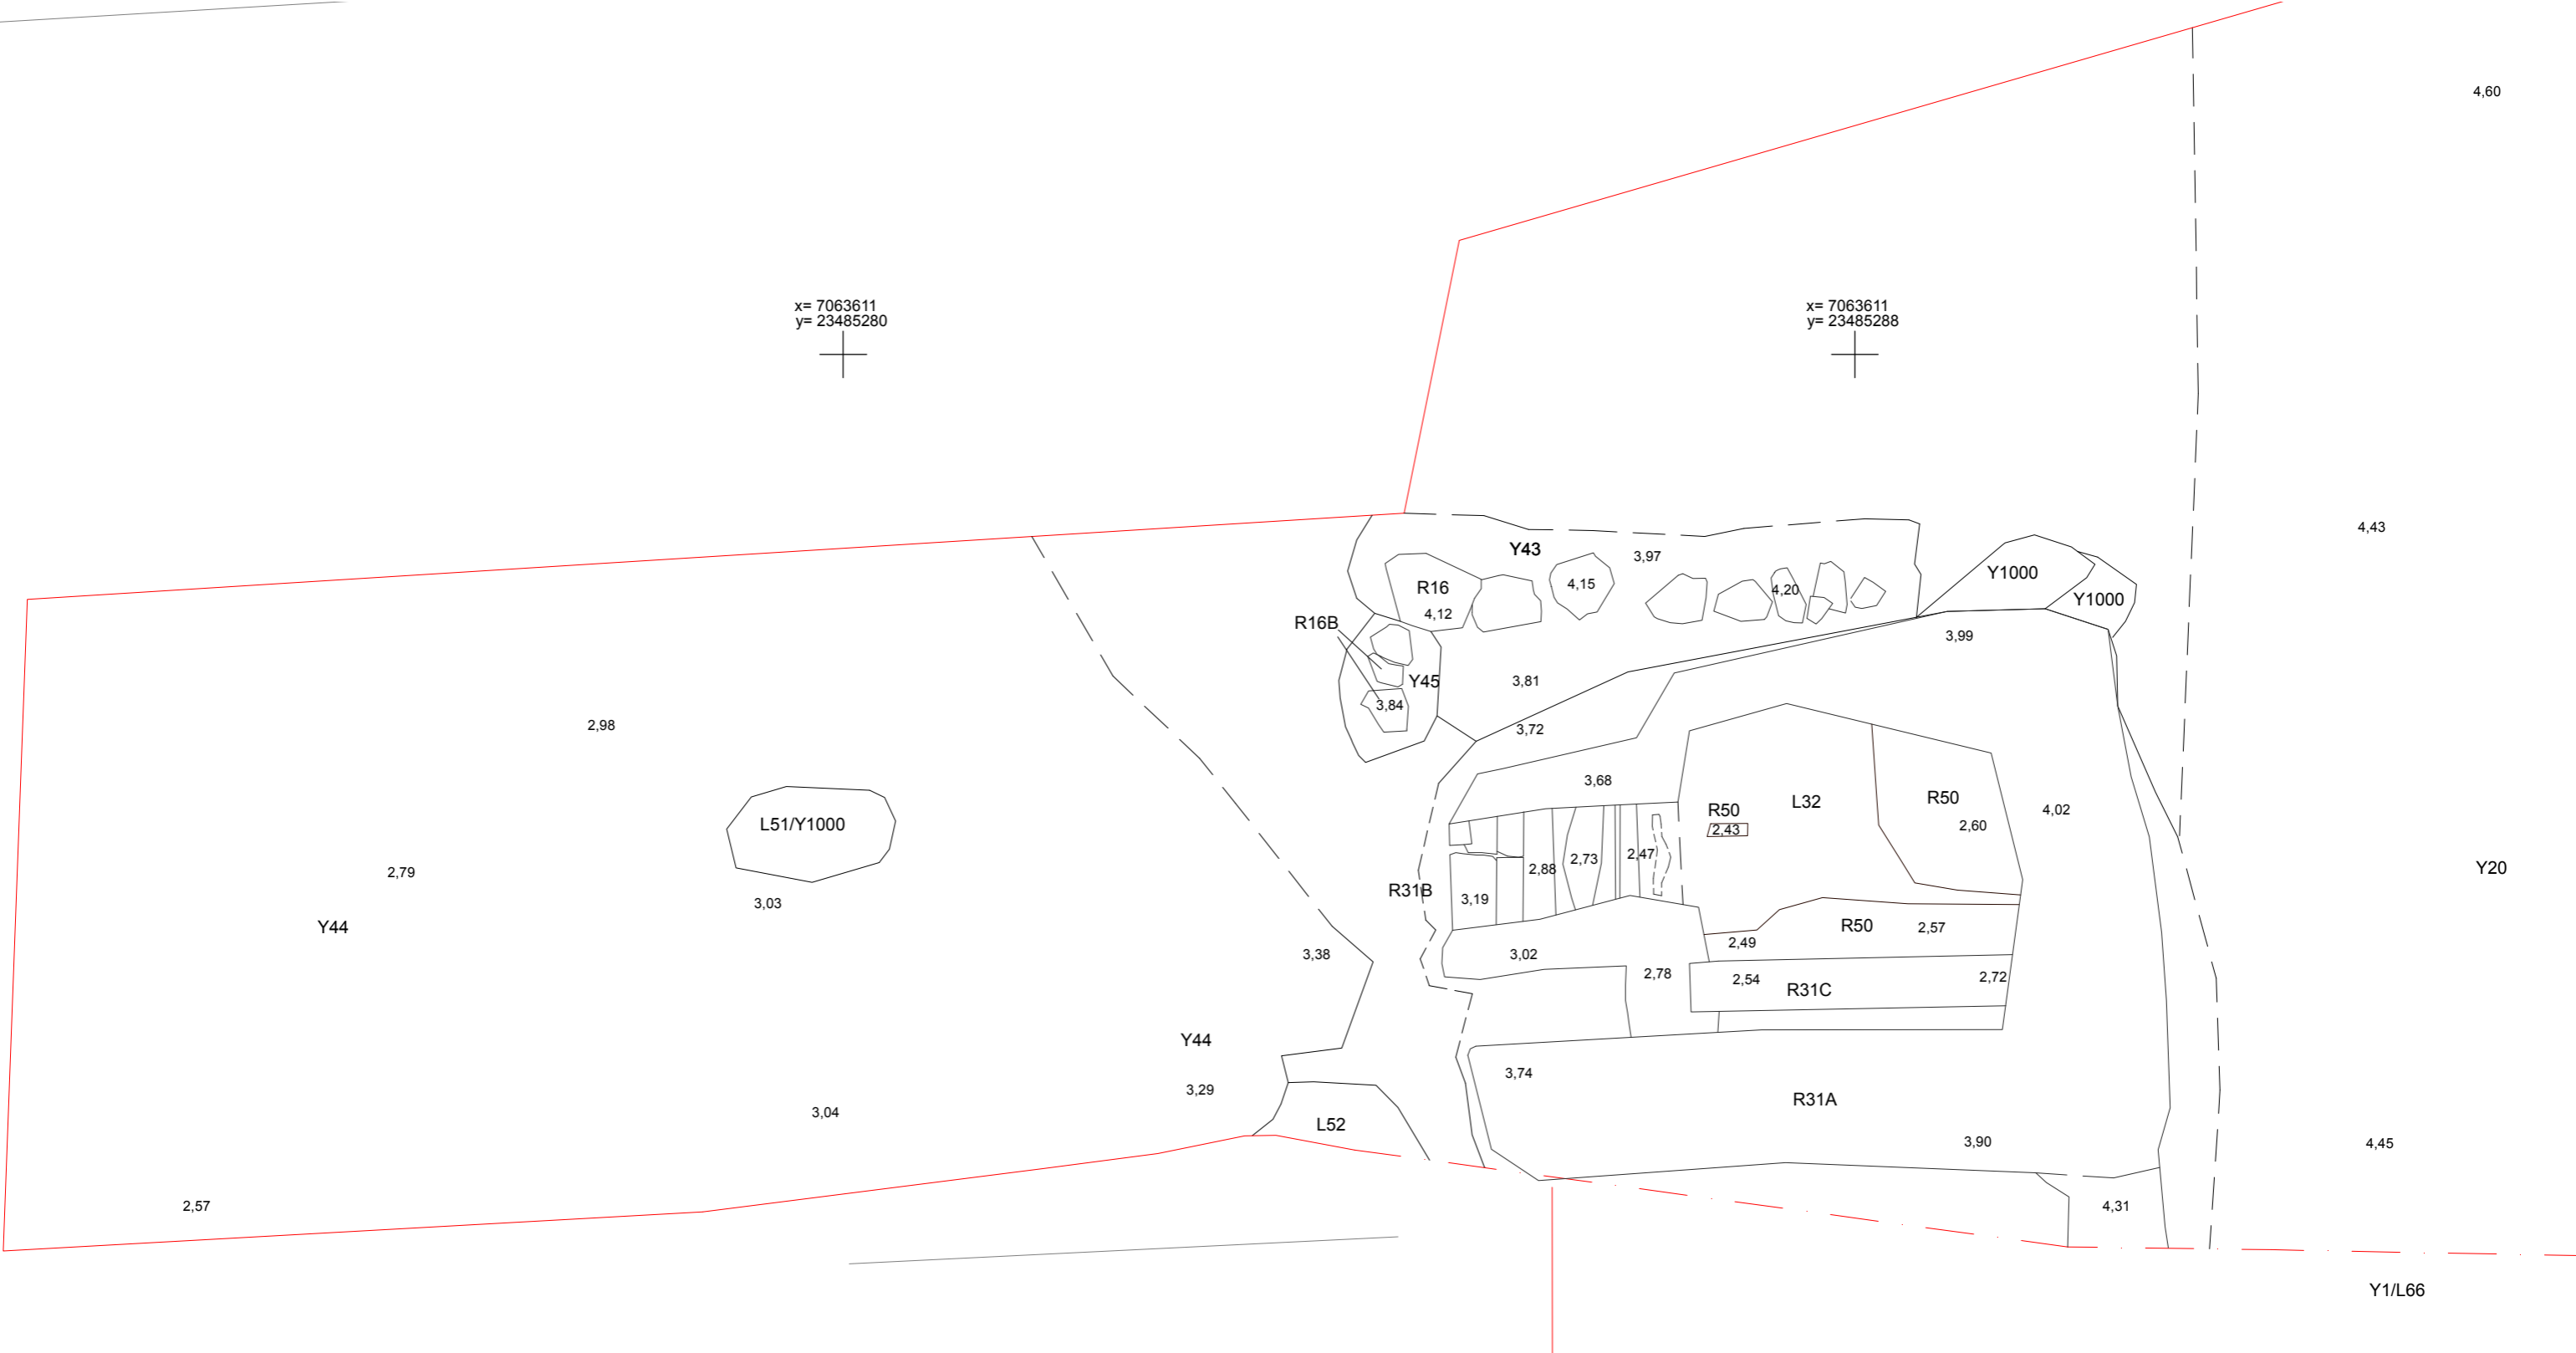 4,60
x= 7063611
y= 23485280
x= 7063611
y= 23485288
4,43
Y43
3,97
R16
4,15
4,20
Y1000
Y1000
4,12
R16B
3,99
Y45
3,81
3,84
3,72
2,98
3,68
L51/Y1000
R50
L32
R50
4,02
2,43
2,60
2,79
2,88
2,73
2,47
Y20
R31B
3,19
3,03
Y44
R50
2,57
2,49
3,38
3,02
2,78
2,54
2,72
R31C
Y44
3,74
3,29
R31A
3,04
L52
3,90
4,45
2,57
4,31
Y1/L66